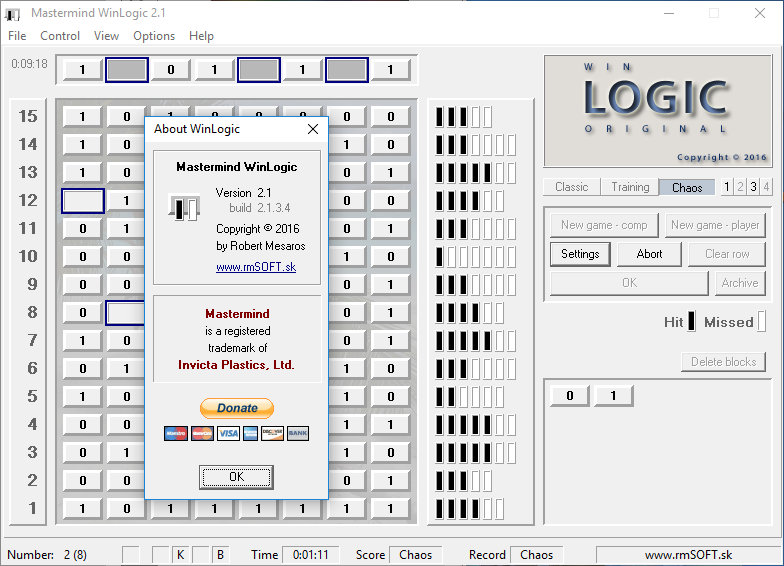 Mastermind WinLogic 2.1
File Control View Options Help
0:09:18
1 0 1 1 1
15 1 0 0 0
14 1 0 1 0
13 1 0 1 0
12 1 0 1
11 0 1 0 1
10 0 1 0 0
9 0 0 0 0
8 0 1 1
7 1 0 0 1
6 0 1 1 1
5 1 0 1 1
4 0 0 1 1
3 0 1 1 0
2 0 0 1 0
1 1 0 1 1 1 1 0 1
About WinLogic
Mastermind WinLogic
Version 2.1
build 2.1.3.4
Copyright © 2016
by Robert Mesaros
www.rmSOFT.sk
Mastermind
is a registered
trademark of
Invicta Plastics, Ltd.
Donate
Maestro VISA DISCOVER BANK
OK
WIN
LOGIC
ORIGINAL
Copyright © 2016
Classic Training Chaos 1 2 3 4
New game - comp New game - player
Settings Abort Clear row
OK Archive
Hit Missed
Delete blocks
0 1
Number: 2 (8) K B Time 0:01:11 Score Chaos Record Chaos www.rmSOFT.sk